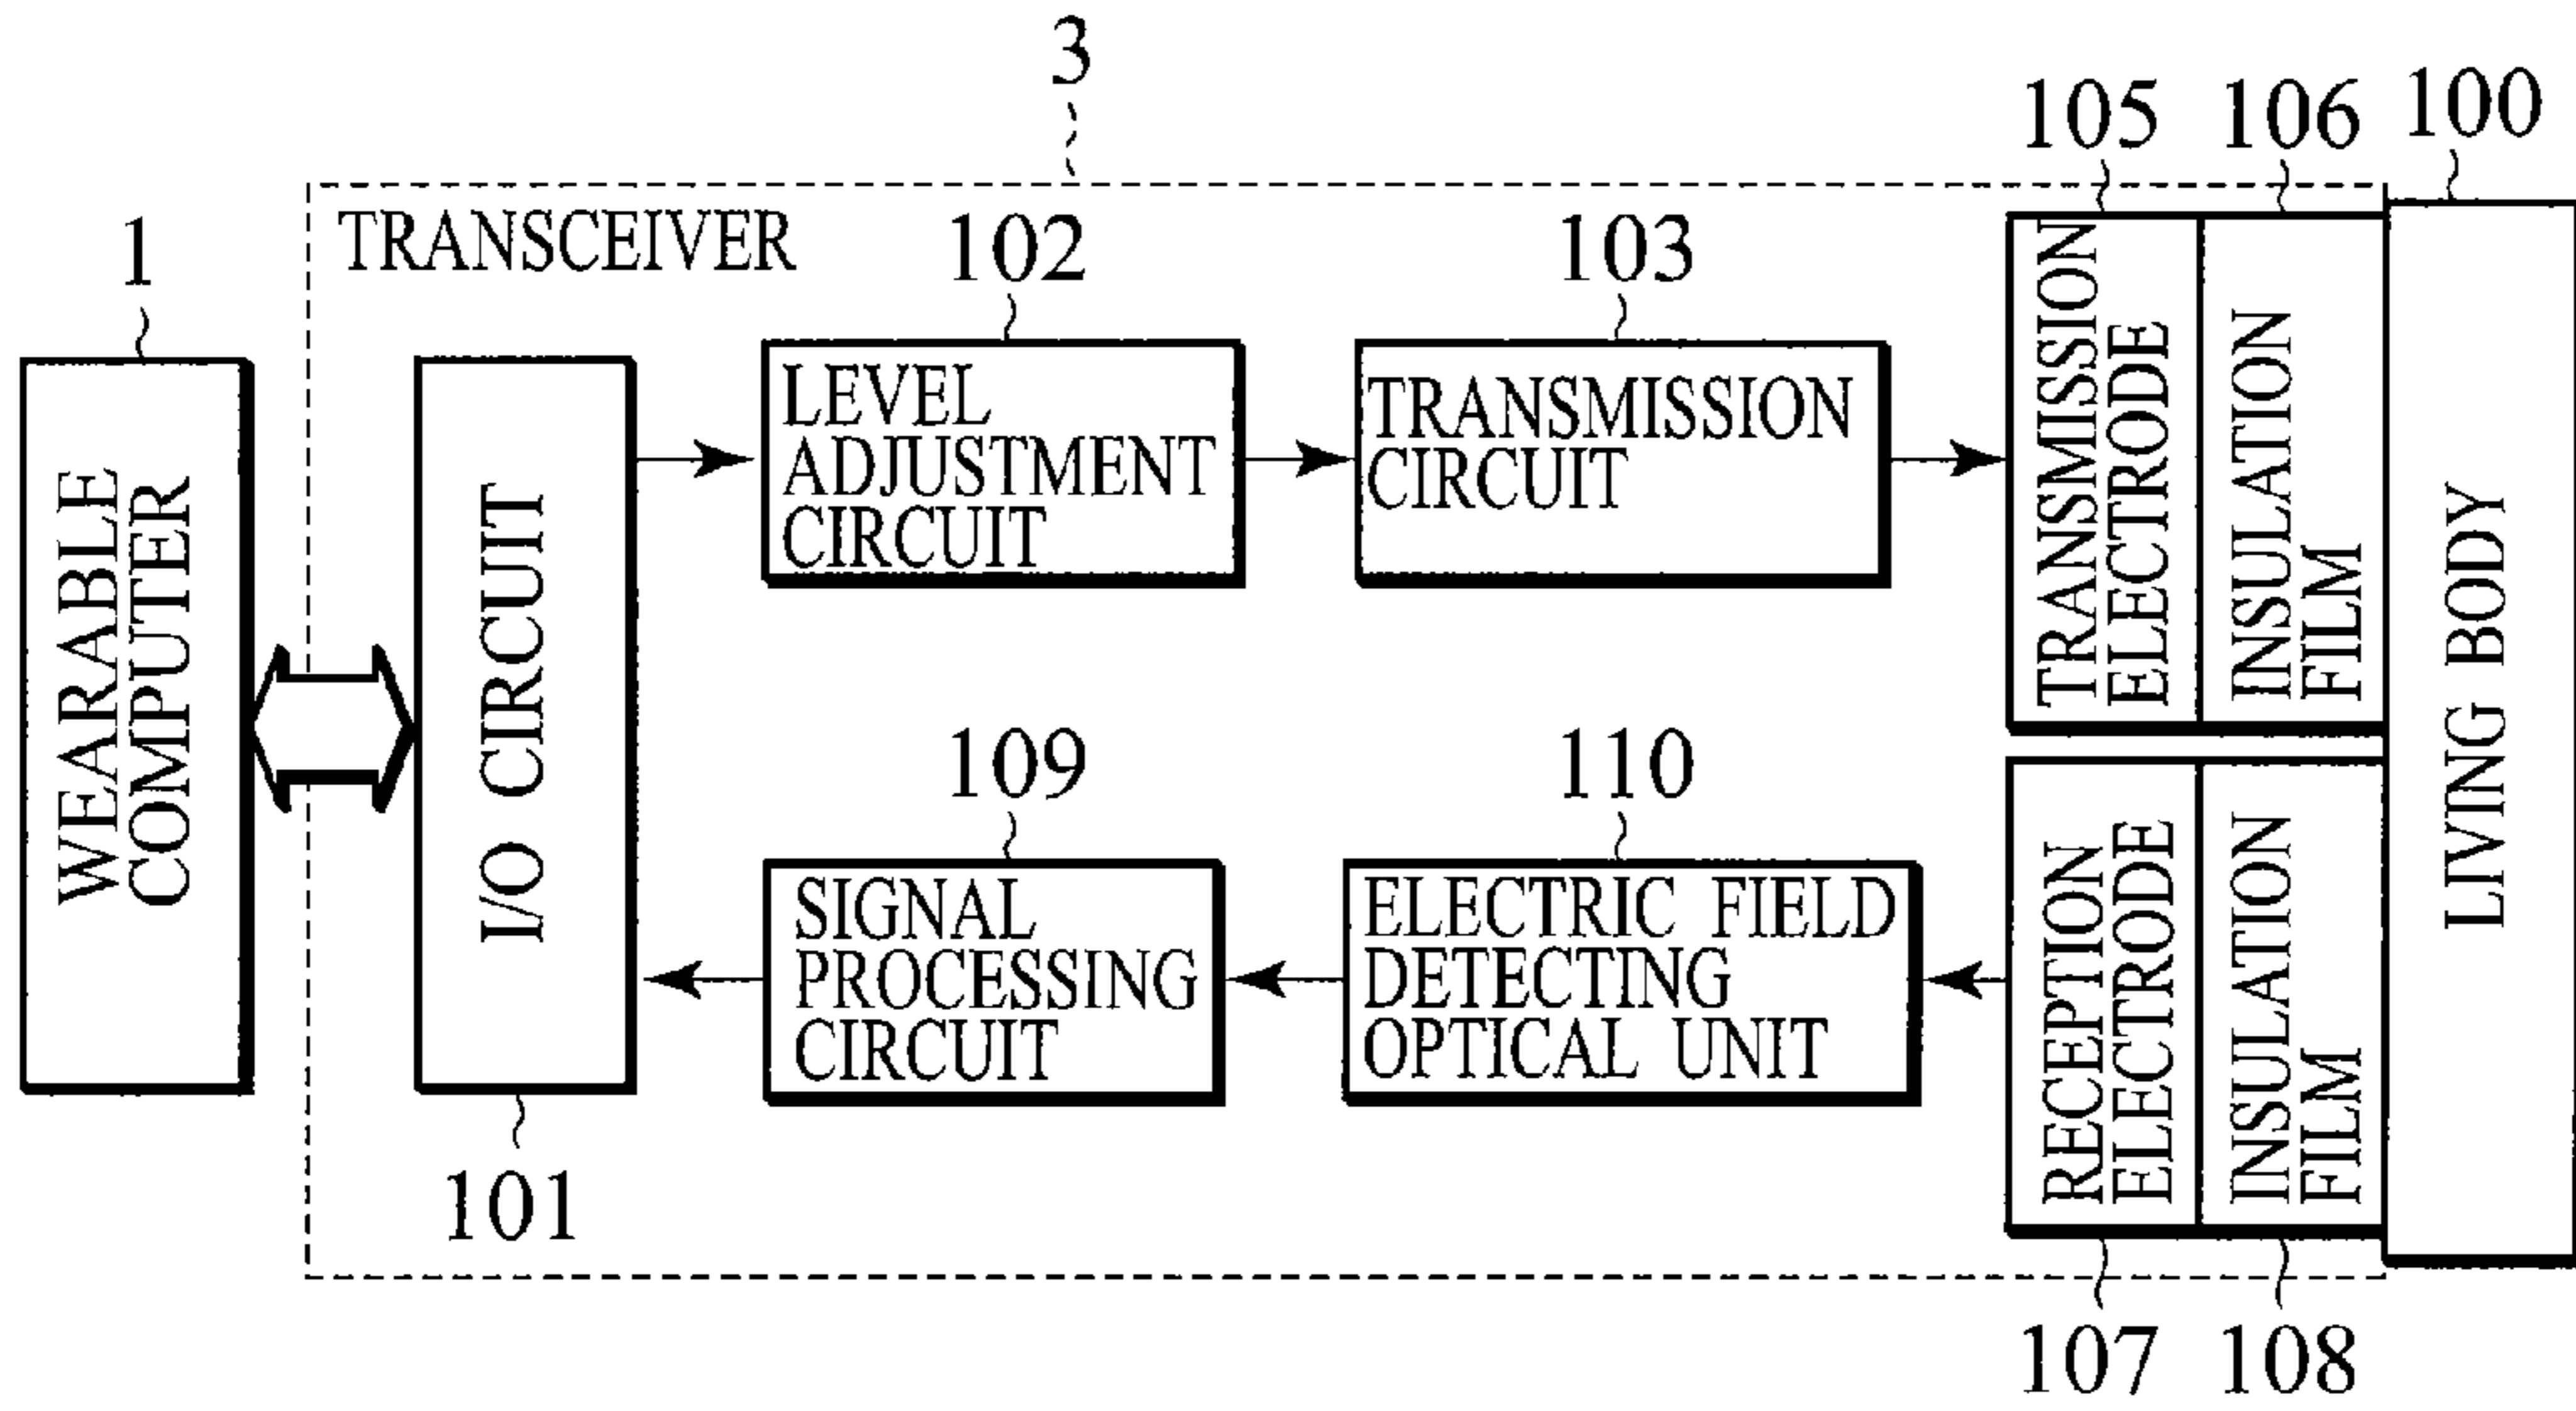 3
105
106
100
TRANSCEIVER
1
102
103
WEARABLE
COMPUTER
I/O CIRCUIT
LEVEL
ADJUSTMENT
CIRCUIT
TRANSMISSION
CIRCUIT
TRANSMISSION
ELECTRODE
INSULATION
FILM
LIVING BODY
109
110
SIGNAL
PROCESSING
CIRCUIT
ELECTRIC FIELD
DETECTING
OPTICAL UNIT
RECEPTION
ELECTRODE
INSULATION
FILM
101
107
108